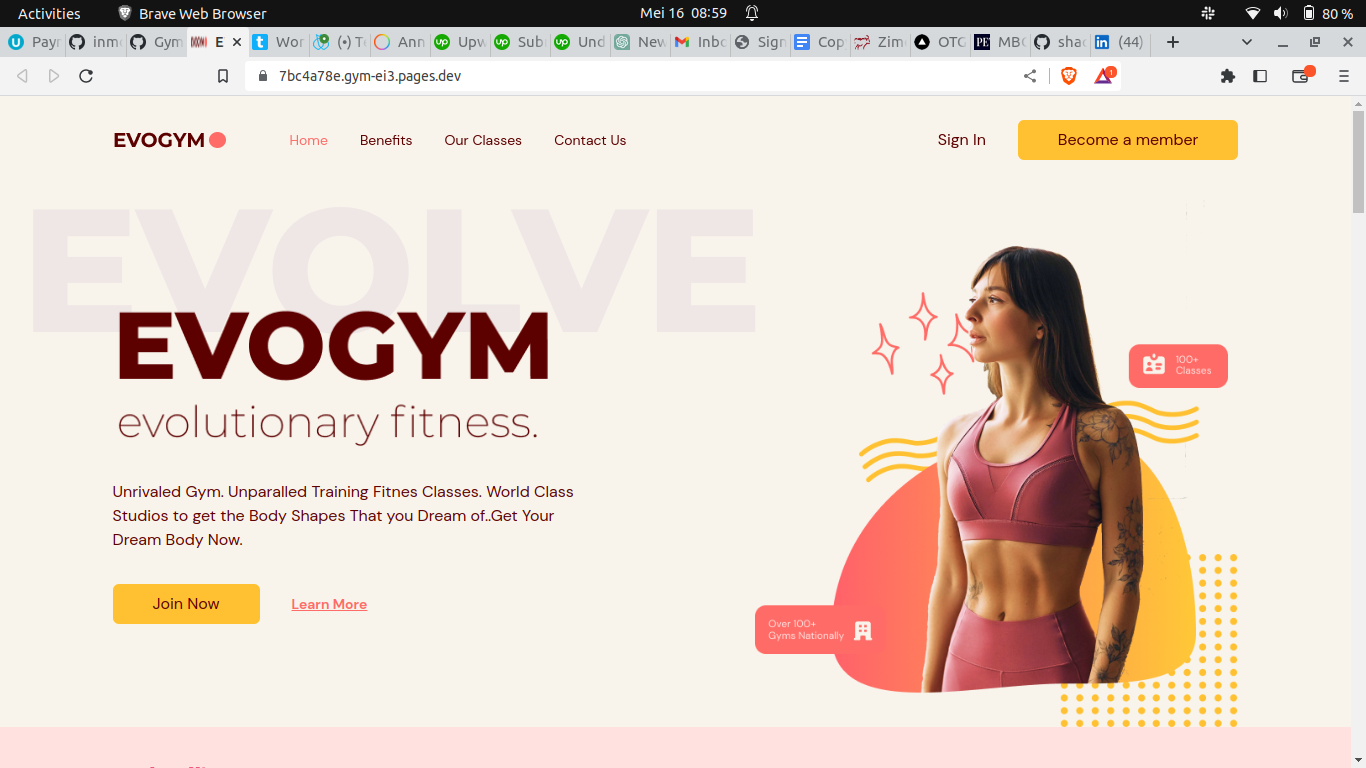 Activities
Brave Web Browser
Mei 16 08:59
80 %
Payr
inm
Gym
E
Wor
(•) T
Ann
Upw
Sub
Und
New
Inbo
Sign
Cop
Zim
OTC
MBC
shac
(44)
7bc4a78e.gym-ei3.pages.dev
EVOGYM
Home
Benefits
Our Classes
Contact Us
Sign In
Become a member
EVOLVE
EVOGYM
evolutionary fitness.
Unrivaled Gym. Unparalled Training Fitnes Classes. World Class
Studios to get the Body Shapes That you Dream of..Get Your
Dream Body Now.
Join Now
Learn More
100+
Classes
Over 100+
Gyms Nationally